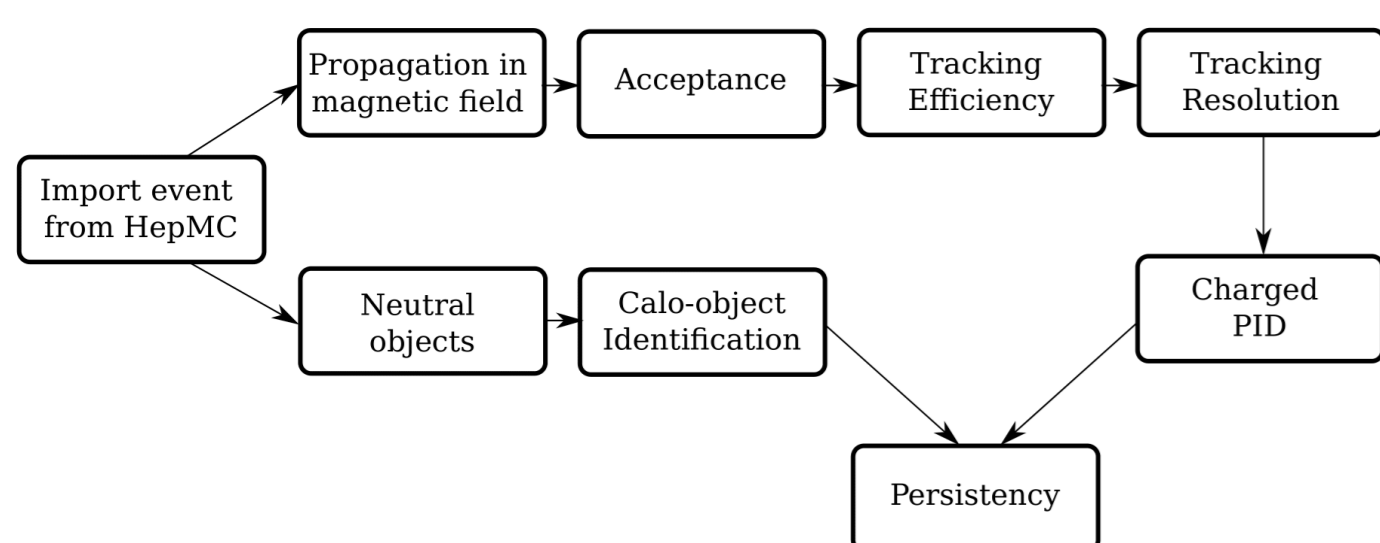 Propagation in
magnetic field
Acceptance
Tracking
Efficiency
Tracking
Resolution
Import event
from HepMC
Neutral
objects
Calo-object
Identification
Charged
PID
Persistency